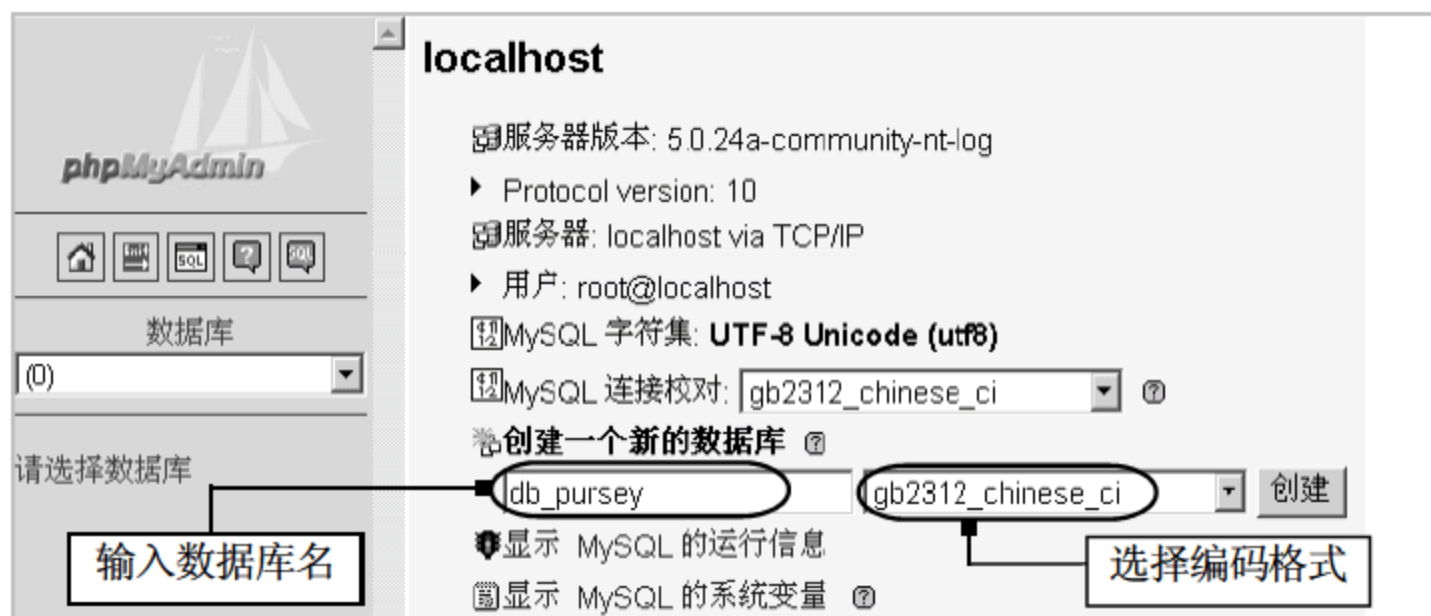 phpMyAdmin
数据库
(0)
请选择数据库
输入数据库名
localhost
服务器版本: 5.0.24a-community-nt-log
Protocol version: 10
服务器: localhost via TCP/IP
用户: root@localhost
MySQL 字符集: UTF-8 Unicode (utf8)
MySQL 连接校对: gb2312_chinese_ci
创建一个新的数据库
db_pursey gb2312_chinese_ci 创建
显示 MySQL 的运行信息
选择编码格式
显示 MySQL 的系统变量